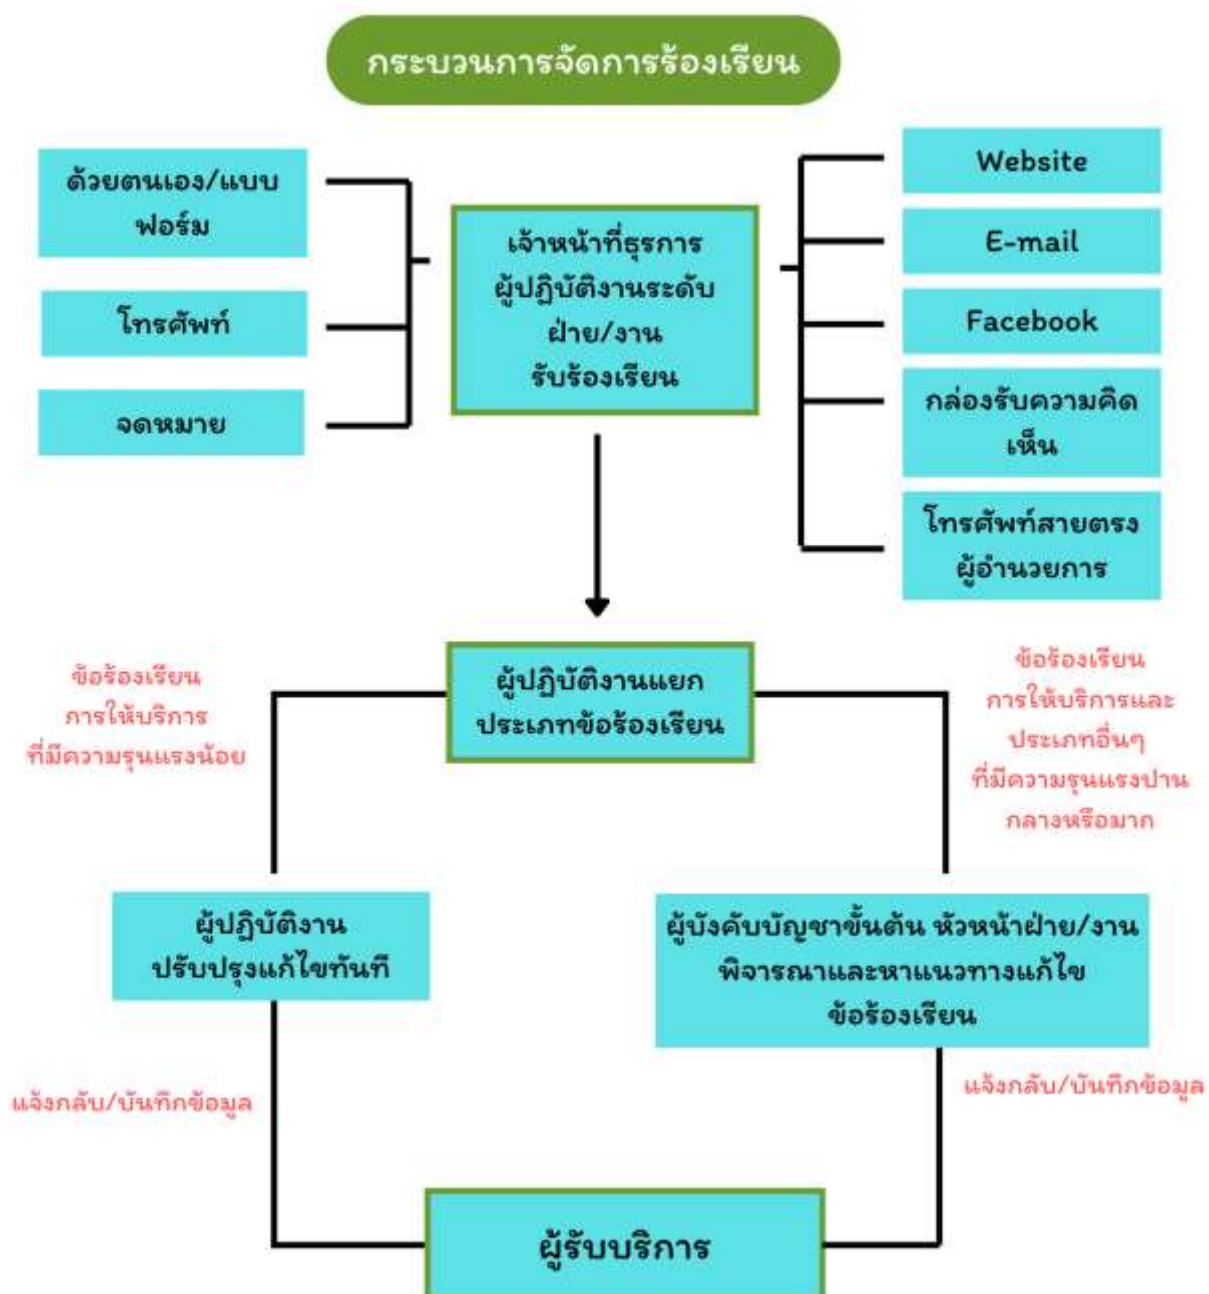 กระบวนการจัดการร้องเรียน
ด้วยตนเอง/แบบ
ฟอร์ม
โทรศัพท์
จดหมาย
เจ้าหน้าที่ธุรการ
ผู้ปฏิบัติงานระดับ
ฝ่าย/งาน
รับร้องเรียน
Website
E-mail
Facebook
กล่องรับความคิด
เห็น
โทรศัพท์สายตรง
ผู้อำนวยการ
ผู้ปฏิบัติงานแยก
ประเภทข้อร้องเรียน
ข้อร้องเรียน
การให้บริการ
ที่มีความรุนแรงน้อย
ข้อร้องเรียน
การให้บริการและ
ประเภทอื่นๆ
ที่มีความรุนแรงปาน
กลางหรือมาก
ผู้ปฏิบัติงาน
ปรับปรุงแก้ไขทันที
ผู้บังคับบัญชาขั้นต้น หัวหน้าฝ่าย/งาน
พิจารณาและหาแนวทางแก้ไข
ข้อร้องเรียน
แจ้งกลับ/บันทึกข้อมูล
แจ้งกลับ/บันทึกข้อมูล
ผู้รับบริการ